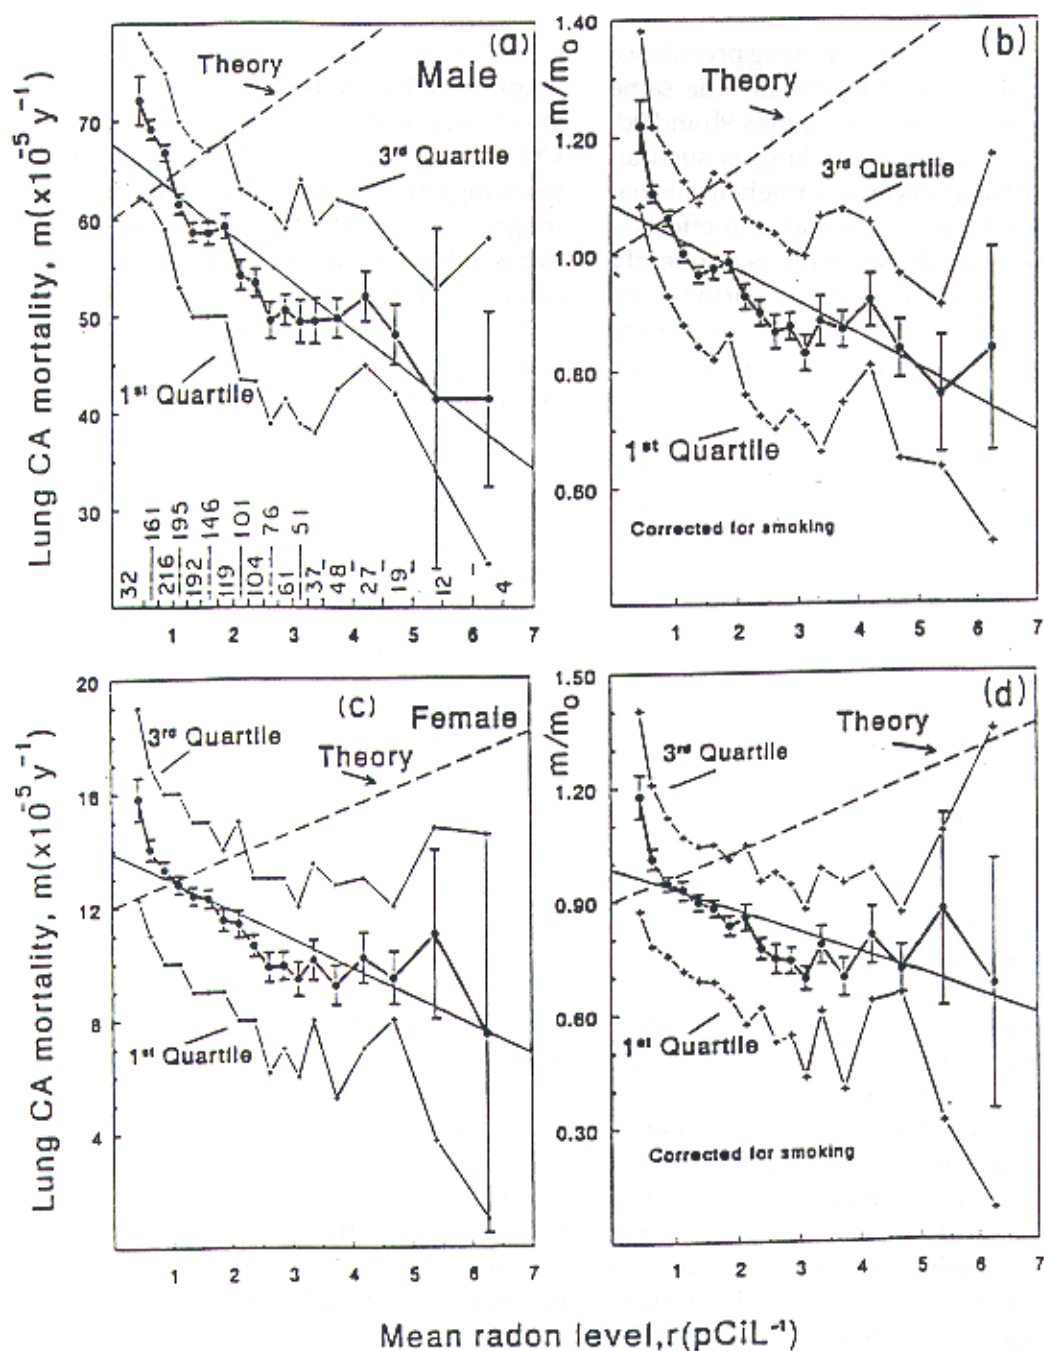 (a)
Theory
Male
3rd Quartile
1st Quartile
Lung CA mortality, m(x10-5 y-1)
70
60
50
40
30
32
161
216
195
192
146
119
101
104
76
61
51
37
48
27
19
12
4
1 2 3 4 5 6 7
(b)
m/mo
Theory
3rd Quartile
1st Quartile
Corrected for smoking
1.40
1.20
1.00
0.80
0.60
1 2 3 4 5 6 7
(c)
Female
3rd Quartile
Theory
1st Quartile
Lung CA mortality, m(x10-5 y-1)
20
16
12
8
4
1 2 3 4 5 6 7
(d)
m/mo
Theory
3rd Quartile
1st Quartile
Corrected for smoking
1.50
1.20
0.90
0.60
0.30
1 2 3 4 5 6 7
Mean radon level,r(pCiL-1)